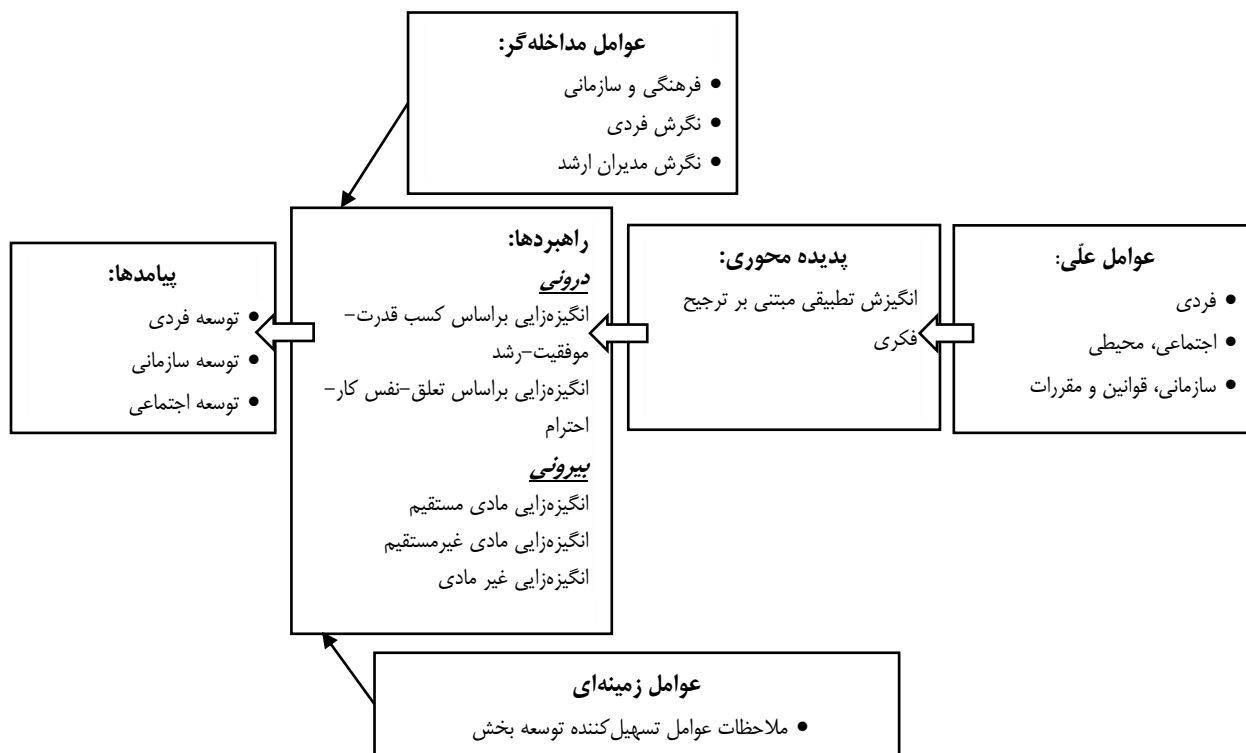 عوامل مداخله‌گر:
• فرهنگی و سازمانی
• نگرش فردی
• نگرش مدیران ارشد
عوامل علّی:
• فردی
• اجتماعی، محیطی
• سازمانی، قوانین و مقررات
پدیده محوری:
انگیزش تطبیقی مبتنی بر ترجیح
فکری
راهبردها:
درونی
انگیزه‌زایی براساس کسب قدرت-
موفقیت-رشد
انگیزه‌زایی براساس تعلق-نفس کار-
احترام
بیرونی
انگیزه‌زایی مادی مستقیم
انگیزه‌زایی مادی غیرمستقیم
انگیزه‌زایی غیر مادی
پیامدها:
• توسعه فردی
• توسعه سازمانی
• توسعه اجتماعی
عوامل زمینه‌ای
• ملاحظات عوامل تسهیل‌کننده توسعه بخش